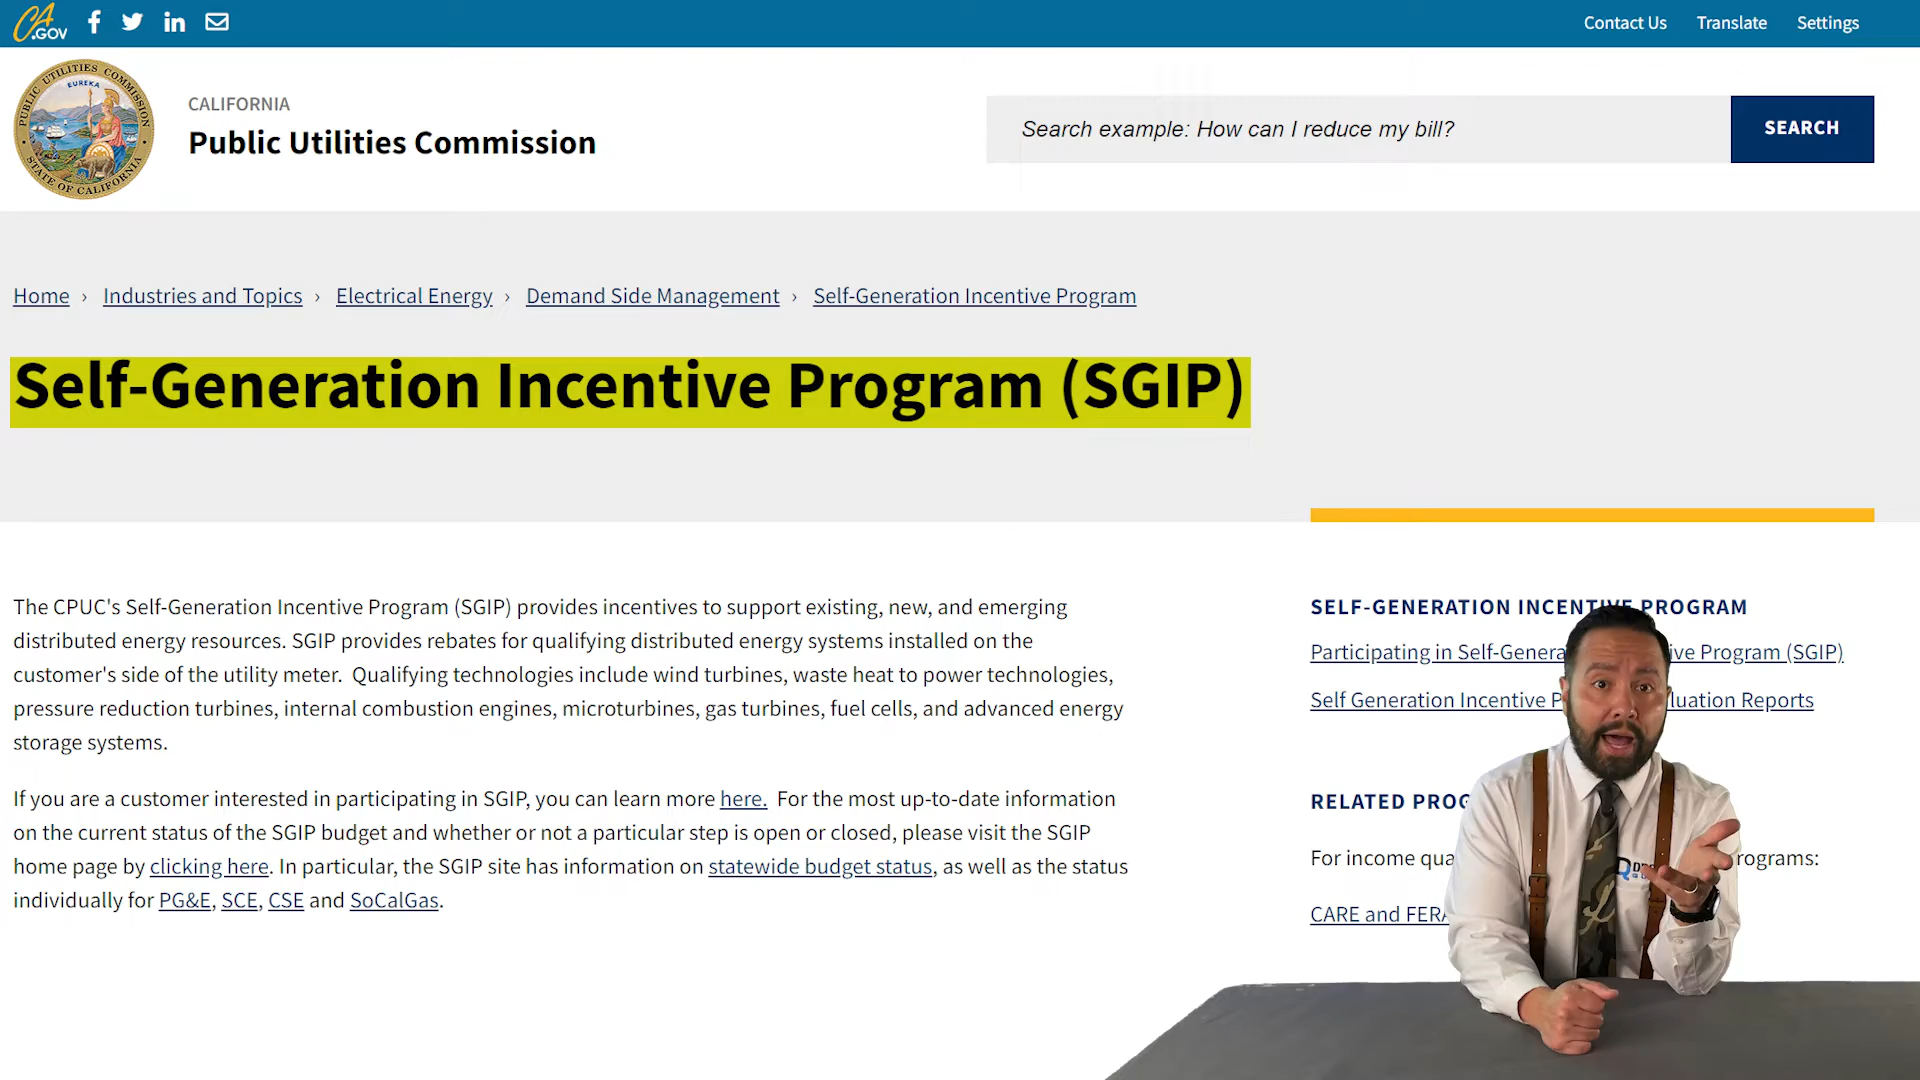 CA.GOV
Contact Us Translate Settings
PUBLIC UTILITIES COMMISSION
EUREKA
STATE OF CALIFORNIA
CALIFORNIA
Public Utilities Commission
Search example: How can I reduce my bill?
SEARCH
Home › Industries and Topics › Electrical Energy › Demand Side Management › Self-Generation Incentive Program
Self-Generation Incentive Program (SGIP)
The CPUC's Self-Generation Incentive Program (SGIP) provides incentives to support existing, new, and emerging
distributed energy resources. SGIP provides rebates for qualifying distributed energy systems installed on the
customer's side of the utility meter. Qualifying technologies include wind turbines, waste heat to power technologies,
pressure reduction turbines, internal combustion engines, microturbines, gas turbines, fuel cells, and advanced energy
storage systems.
If you are a customer interested in participating in SGIP, you can learn more here. For the most up-to-date information
on the current status of the SGIP budget and whether or not a particular step is open or closed, please visit the SGIP
home page by clicking here. In particular, the SGIP site has information on statewide budget status, as well as the status
individually for PG&E, SCE, CSE and SoCalGas.
SELF-GENERATION INCENTIVE PROGRAM
Participating in Self-Genera ive Program (SGIP)
Self Generation Incentive P luation Reports
RELATED PROG
For income qua rograms:
CARE and FERA